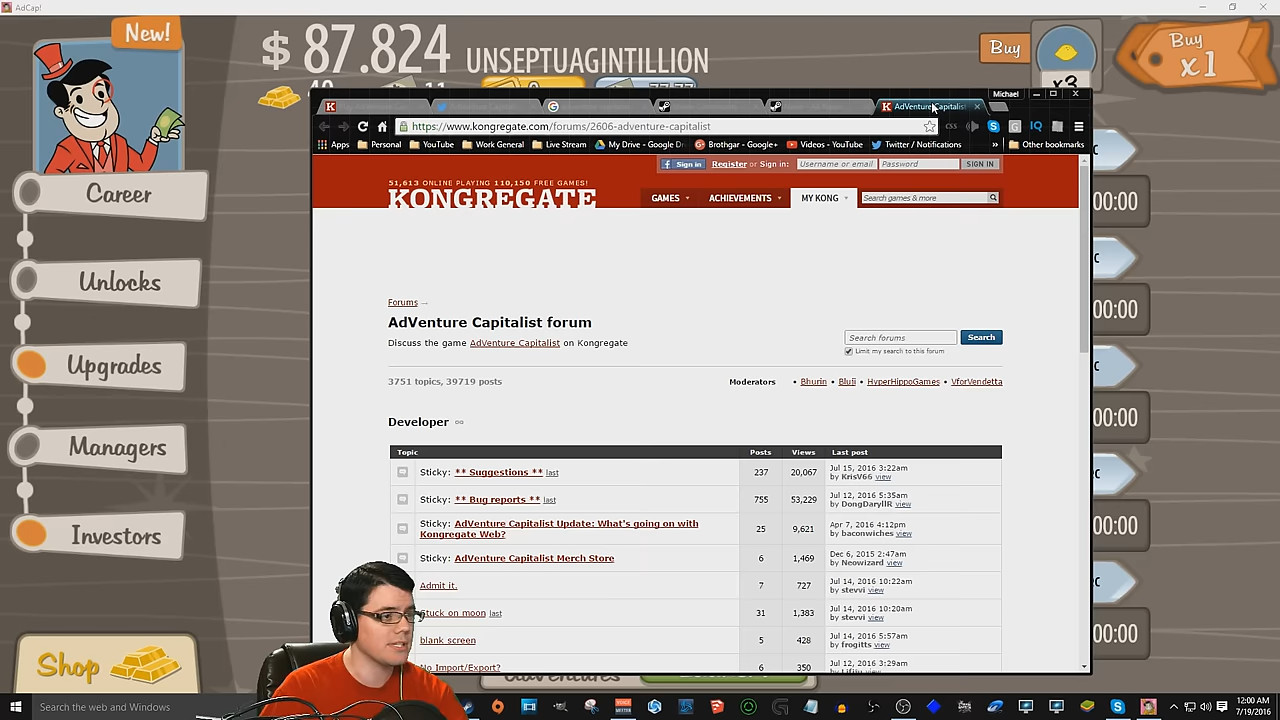 AdCap!
New!
$ 87.824 UNSEPTUAGINTILLION
Buy
x3
Buy
x1
Michael
AdVenture Capitalist
https://www.kongregate.com/forums/2606-adventure-capitalist
Apps Personal YouTube Work General Live Stream My Drive - Google D Brothgar - Google+ Videos - YouTube Twitter / Notifications » Other bookmarks
Sign in Register or Sign in: Username or email Password SIGN IN
51,613 ONLINE PLAYING 110,150 FREE GAMES!
KONGREGATE
GAMES ACHIEVEMENTS MY KONG Search games & more
Forums →
AdVenture Capitalist forum
Discuss the game AdVenture Capitalist on Kongregate
Search forums Search
Limit my search to this forum
3751 topics, 39719 posts
Moderators • Bhurin • Bluji • HyperHippoGames • VforVendetta
Developer
Topic Posts Views Last post
Sticky: ** Suggestions ** last 237 20,067 Jul 15, 2016 3:22am
by KrisV66 view
Sticky: ** Bug reports ** last 755 53,229 Jul 12, 2016 5:35am
by DongDaryllR view
Sticky: AdVenture Capitalist Update: What's going on with
Kongregate Web? 25 9,621 Apr 7, 2016 4:12pm
by baconwiches view
Sticky: AdVenture Capitalist Merch Store 6 1,469 Dec 6, 2015 2:47am
by Neowizard view
Admit it. 7 727 Jul 14, 2016 10:22am
by stevvi view
Stuck on moon last 31 1,383 Jul 14, 2016 10:20am
by stevvi view
blank screen 5 428 Jul 14, 2016 5:57am
by frogitts view
No Import/Export? 6 350 Jul 12, 2016 3:29am
Career
Unlocks
Upgrades
Managers
Investors
Shop
00:00
00:00
00:00
00:00
00:00
Adventures
Search the web and Windows
12:00 AM
7/19/2016